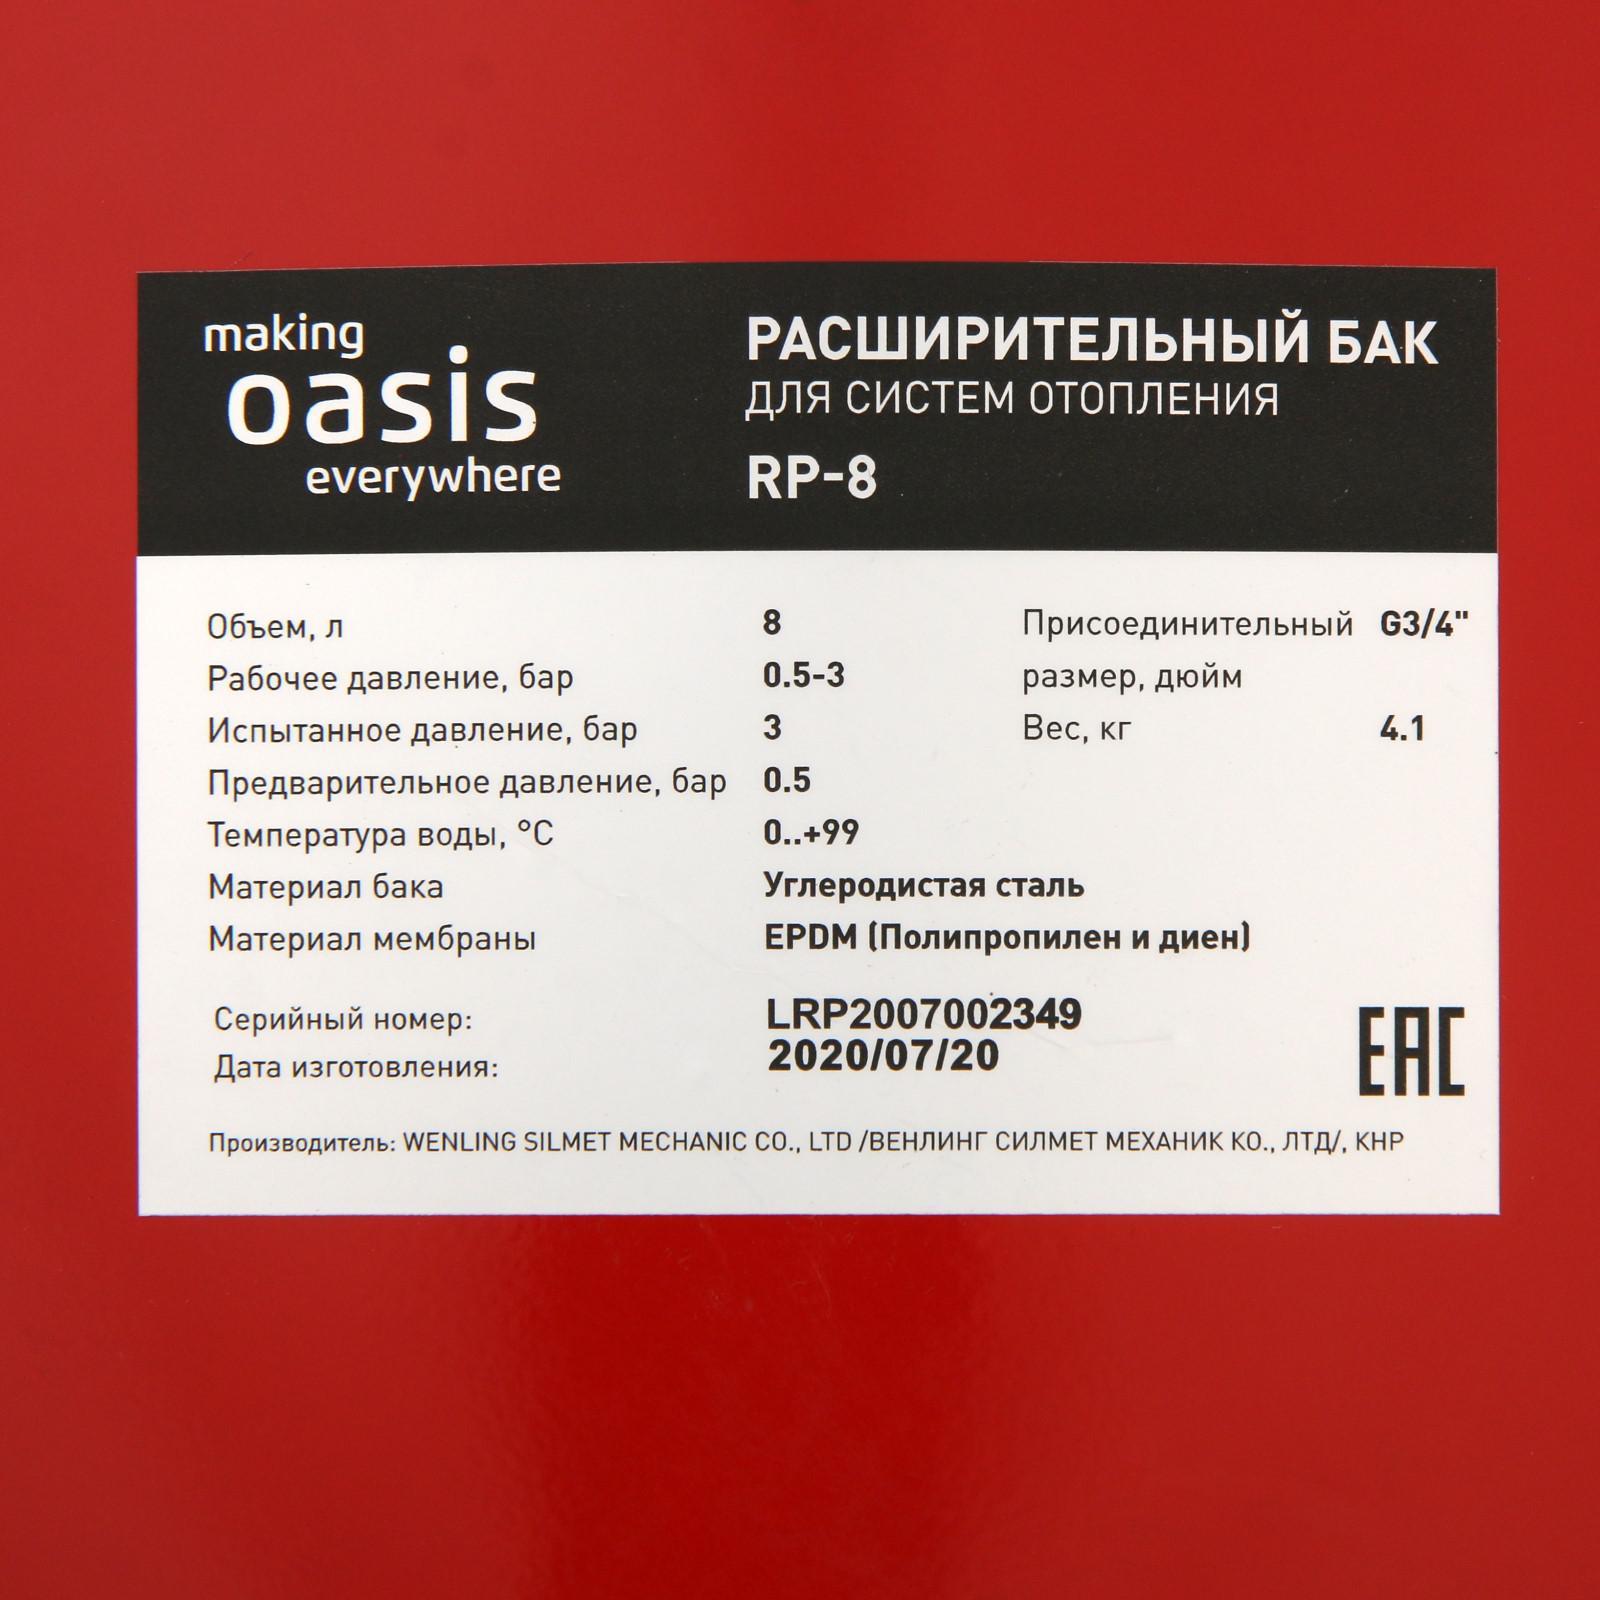 making
oasis
everywhere
РАСШИРИТЕЛЬНЫЙ БАК
ДЛЯ СИСТЕМ ОТОПЛЕНИЯ
RP-8
Объем, л 8
Рабочее давление, бар 0.5-3
Испытанное давление, бар 3
Предварительное давление, бар 0.5
Температура воды, °C 0..+99
Материал бака Углеродистая сталь
Материал мембраны EPDM (Полипропилен и диен)
Присоединительный G3/4"
размер, дюйм
Вес, кг 4.1
Серийный номер: LRP2007002349
Дата изготовления: 2020/07/20
EAC
Производитель: WENLING SILMET MECHANIC CO., LTD /ВЕНЛИНГ СИЛМЕТ МЕХАНИК КО., ЛТД/, КНР